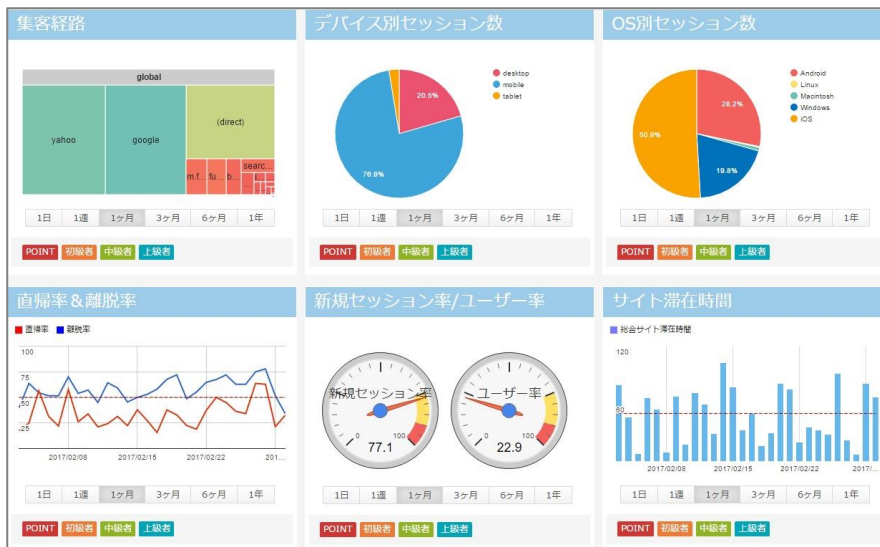 集客経路
global
yahoo
google
(direct)
m.f...
fu...
b...
searc...
i...
1日 1週 1ヶ月 3ヶ月 6ヶ月 1年
POINT 初級者 中級者 上級者
デバイス別セッション数
20.5%
76.9%
desktop
mobile
tablet
1日 1週 1ヶ月 3ヶ月 6ヶ月 1年
POINT 初級者 中級者 上級者
OS別セッション数
28.2%
50.9%
19.8%
Android
Linux
Macintosh
Windows
iOS
1日 1週 1ヶ月 3ヶ月 6ヶ月 1年
POINT 初級者 中級者 上級者
直帰率&離脱率
直帰率 離脱率
100
75
50
25
2017/02/08 2017/02/15 2017/02/22 201...
1日 1週 1ヶ月 3ヶ月 6ヶ月 1年
POINT 初級者 中級者 上級者
新規セッション率/ユーザー率
新規セッション率
0 100
77.1
ユーザー率
0 100
22.9
1日 1週 1ヶ月 3ヶ月 6ヶ月 1年
POINT 初級者 中級者 上級者
サイト滞在時間
総合サイト滞在時間
120
60
2017/02/08 2017/02/15 2017/02/22 2017/...
1日 1週 1ヶ月 3ヶ月 6ヶ月 1年
POINT 初級者 中級者 上級者